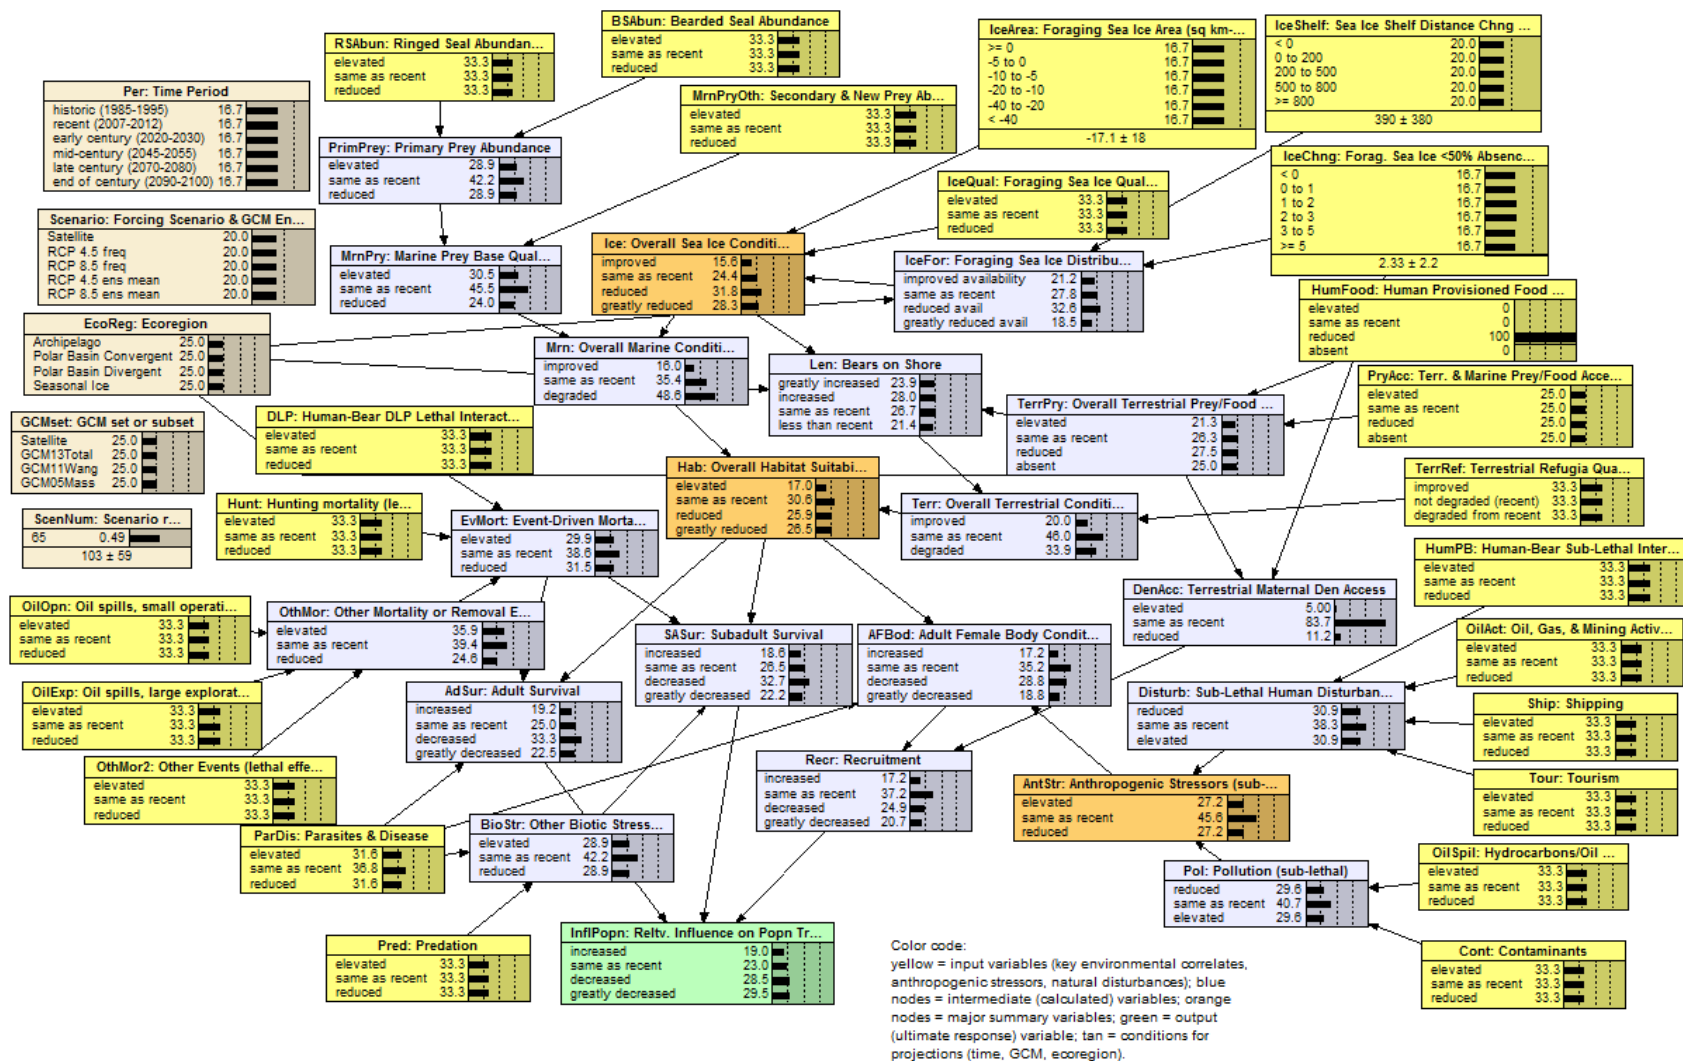 BSAbun: Bearded Seal Abundance
elevated 33.3
same as recent 33.3
reduced 33.3
IceArea: Foraging Sea Ice Area (sq km-...
>= 0 16.7
-5 to 0 16.7
-10 to -5 16.7
-20 to -10 16.7
-40 to -20 16.7
< -40 16.7
-17.1 ± 18
IceShelf: Sea Ice Shelf Distance Chng ...
< 0 20.0
0 to 200 20.0
200 to 500 20.0
500 to 800 20.0
>= 800 20.0
390 ± 380
RSAbun: Ringed Seal Abundan...
elevated 33.3
same as recent 33.3
reduced 33.3
Per: Time Period
historic (1985-1995) 16.7
recent (2007-2012) 16.7
early century (2020-2030) 16.7
mid-century (2045-2055) 16.7
late century (2070-2080) 16.7
end of century (2090-2100) 16.7
MrnPryOth: Secondary & New Prey Ab...
elevated 33.3
same as recent 33.3
reduced 33.3
PrimPrey: Primary Prey Abundance
elevated 28.9
same as recent 42.2
reduced 28.9
IceChng: Forag. Sea Ice <50% Absenc...
< 0 16.7
0 to 1 16.7
1 to 2 16.7
2 to 3 16.7
3 to 5 16.7
>= 5 16.7
2.33 ± 2.2
IceQual: Foraging Sea Ice Qual...
elevated 33.3
same as recent 33.3
reduced 33.3
Scenario: Forcing Scenario & GCM En...
Satellite 20.0
RCP 4.5 freq 20.0
RCP 8.5 freq 20.0
RCP 4.5 ens mean 20.0
RCP 8.5 ens mean 20.0
MrnPry: Marine Prey Base Qual...
elevated 30.5
same as recent 45.5
reduced 24.0
Ice: Overall Sea Ice Conditi...
improved 15.6
same as recent 24.4
reduced 31.8
greatly reduced 28.3
IceFor: Foraging Sea Ice Distribu...
improved availability 21.2
same as recent 27.8
reduced avail 32.6
greatly reduced avail 18.5
HumFood: Human Provisioned Food ...
elevated 0
same as recent 0
reduced 100
absent 0
EcoReg: Ecoregion
Archipelago 25.0
Polar Basin Convergent 25.0
Polar Basin Divergent 25.0
Seasonal Ice 25.0
Mrn: Overall Marine Conditi...
improved 16.0
same as recent 35.4
degraded 48.6
Len: Bears on Shore
greatly increased 23.9
increased 28.0
same as recent 26.7
less than recent 21.4
PryAcc: Terr. & Marine Prey/Food Acce...
elevated 25.0
same as recent 25.0
reduced 25.0
absent 25.0
TerrPry: Overall Terrestrial Prey/Food ...
elevated 21.3
same as recent 26.3
reduced 27.5
absent 25.0
DLP: Human-Bear DLP Lethal Interact...
elevated 33.3
same as recent 33.3
reduced 33.3
GCMset: GCM set or subset
Satellite 25.0
GCM13Total 25.0
GCM11Wang 25.0
GCM05Mass 25.0
Hab: Overall Habitat Suitabi...
elevated 17.0
same as recent 30.6
reduced 25.9
greatly reduced 26.5
TerrRef: Terrestrial Refugia Qua...
improved 33.3
not degraded (recent) 33.3
degraded from recent 33.3
Hunt: Hunting mortality (le...
elevated 33.3
same as recent 33.3
reduced 33.3
Terr: Overall Terrestrial Conditi...
improved 20.0
same as recent 46.0
degraded 33.9
ScenNum: Scenario r...
65 0.49
103 ± 59
EvMort: Event-Driven Morta...
elevated 29.9
same as recent 38.6
reduced 31.5
HumPB: Human-Bear Sub-Lethal Inter...
elevated 33.3
same as recent 33.3
reduced 33.3
DenAcc: Terrestrial Maternal Den Access
elevated 5.00
same as recent 83.7
reduced 11.2
OilOpn: Oil spills, small operati...
elevated 33.3
same as recent 33.3
reduced 33.3
OthMor: Other Mortality or Removal E...
elevated 35.9
same as recent 39.4
reduced 24.6
SASur: Subadult Survival
increased 18.6
same as recent 26.5
decreased 32.7
greatly decreased 22.2
AFBod: Adult Female Body Condit...
increased 17.2
same as recent 35.2
decreased 28.8
greatly decreased 18.8
OilAct: Oil, Gas, & Mining Activ...
elevated 33.3
same as recent 33.3
reduced 33.3
OilExp: Oil spills, large explorat...
elevated 33.3
same as recent 33.3
reduced 33.3
AdSur: Adult Survival
increased 19.2
same as recent 25.0
decreased 33.3
greatly decreased 22.5
Disturb: Sub-Lethal Human Disturban...
reduced 30.9
same as recent 38.3
elevated 30.9
Ship: Shipping
elevated 33.3
same as recent 33.3
reduced 33.3
OthMor2: Other Events (lethal effe...
elevated 33.3
same as recent 33.3
reduced 33.3
Recr: Recruitment
increased 17.2
same as recent 37.2
decreased 24.9
greatly decreased 20.7
AntStr: Anthropogenic Stressors (sub-...
elevated 27.2
same as recent 45.6
reduced 27.2
Tour: Tourism
elevated 33.3
same as recent 33.3
reduced 33.3
ParDis: Parasites & Disease
elevated 31.6
same as recent 36.8
reduced 31.6
BioStr: Other Biotic Stress...
elevated 28.9
same as recent 42.2
reduced 28.9
OilSpil: Hydrocarbons/Oil ...
elevated 33.3
same as recent 33.3
reduced 33.3
Pol: Pollution (sub-lethal)
reduced 29.6
same as recent 40.7
elevated 29.6
Pred: Predation
elevated 33.3
same as recent 33.3
reduced 33.3
InflPopn: Reltv. Influence on Popn Tr...
increased 19.0
same as recent 23.0
decreased 28.5
greatly decreased 29.5
Cont: Contaminants
elevated 33.3
same as recent 33.3
reduced 33.3
Color code:
yellow = input variables (key environmental correlates,
anthropogenic stressors, natural disturbances); blue
nodes = intermediate (calculated) variables; orange
nodes = major summary variables; green = output
(ultimate response) variable; tan = conditions for
projections (time, GCM, ecoregion).